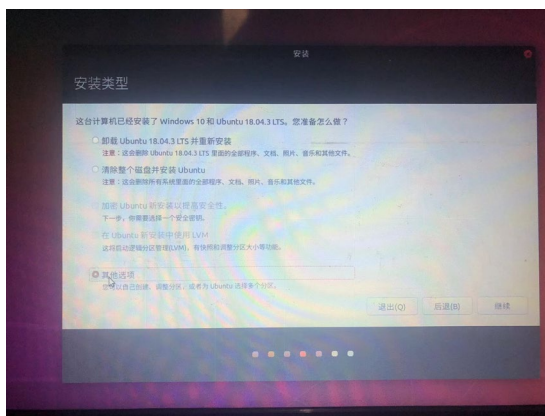 安装
安装类型
这台计算机已经安装了 Windows 10 和 Ubuntu 18.04.3 LTS。您准备怎么做？
卸载 Ubuntu 18.04.3 LTS 并重新安装
注意：这会删除 Ubuntu 18.04.3 LTS 里面的全部程序、文档、照片、音乐和其他文件。
清除整个磁盘并安装 Ubuntu
注意：这会删除所有系统里面的全部程序、文档、照片、音乐和其他文件。
加密 Ubuntu 新安装以提高安全性。
下一步，你需要选择一个安全密钥。
在 Ubuntu 新安装中使用 LVM
这将启动逻辑分区管理(LVM)，有快照和调整分区大小等功能。
其他选项
您可以自己创建、调整分区，或者为 Ubuntu 选择多个分区。
退出(Q) 后退(B) 继续